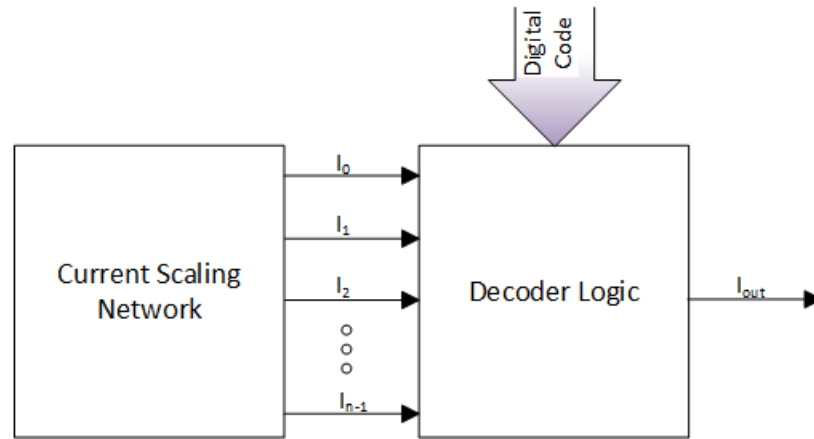 Digital
Code
I₀
I₁
I₂
Iₙ₋₁
Current Scaling
Network
Decoder Logic
Iₒᵤₜ